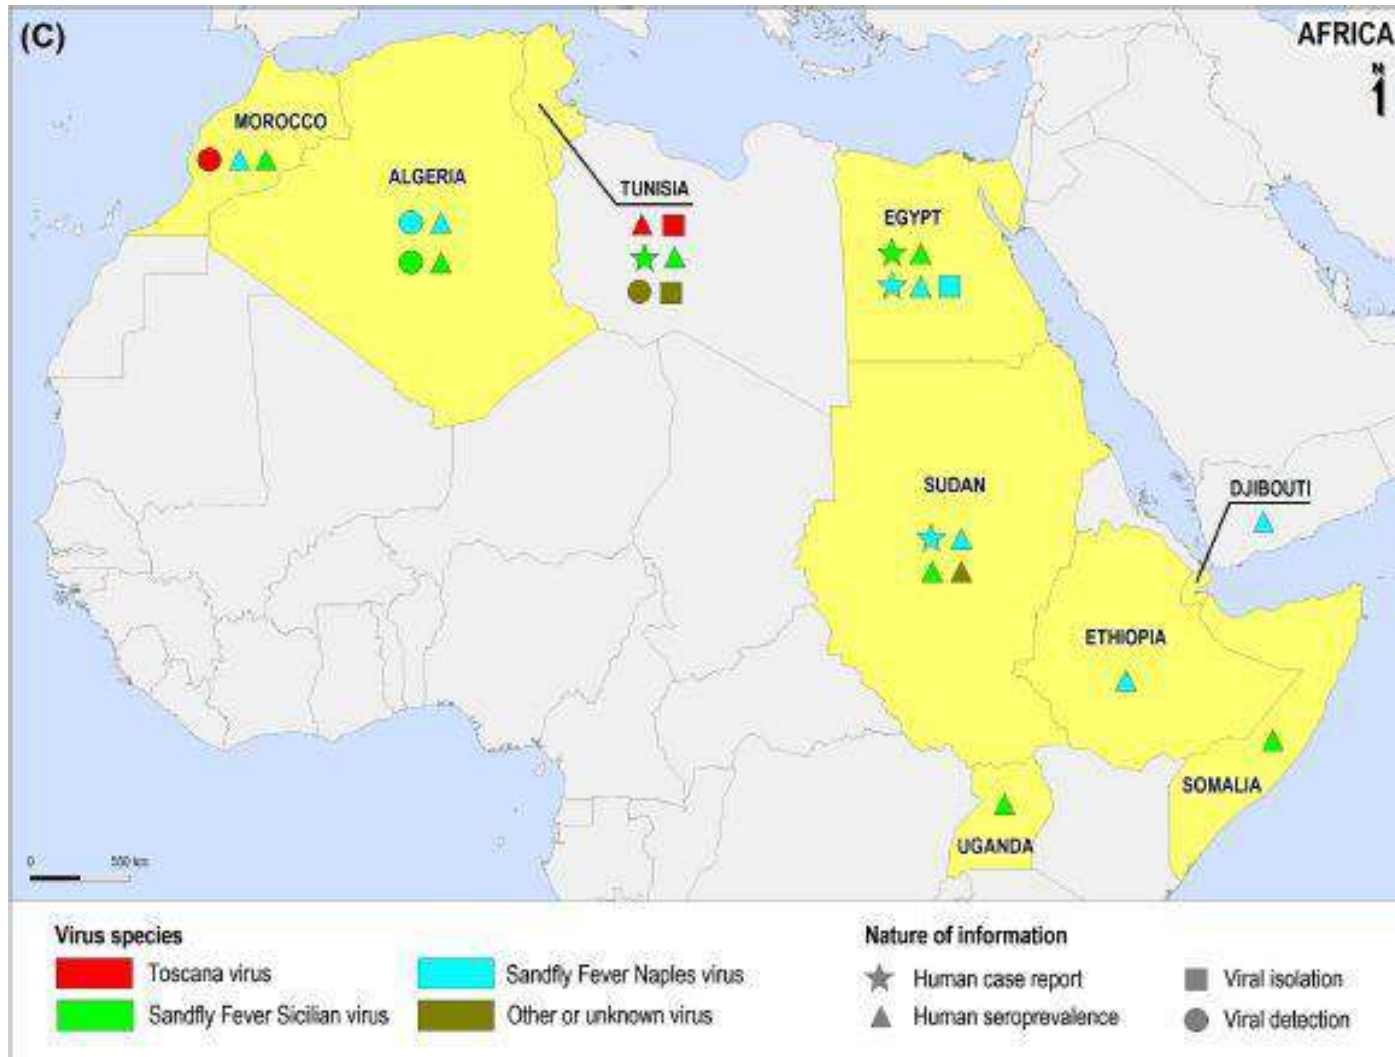 (C)
AFRICA
N
MOROCCO
ALGERIA
TUNISIA
EGYPT
SUDAN
DJIBOUTI
ETHIOPIA
SOMALIA
UGANDA
0 500 km
Virus species
Toscana virus
Sandfly Fever Naples virus
Sandfly Fever Sicilian virus
Other or unknown virus
Nature of information
Human case report
Viral isolation
Human seroprevalence
Viral detection